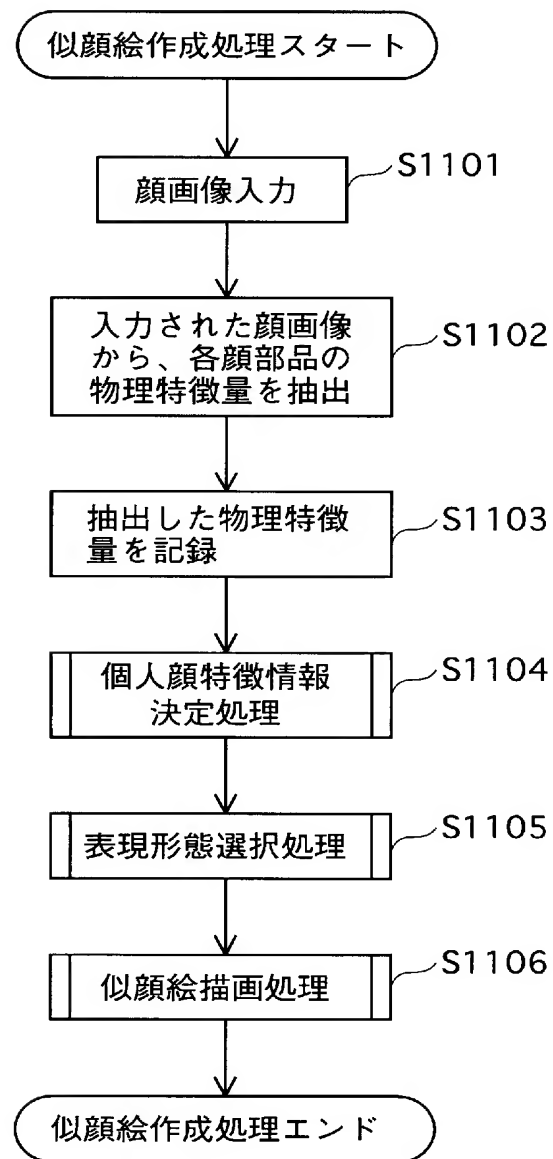 似顔絵作成処理スタート
顔画像入力
S1101
入力された顔画像
から、各顔部品の
物理特徴量を抽出
S1102
抽出した物理特徴
量を記録
S1103
個人顔特徴情報
決定処理
S1104
表現形態選択処理
S1105
似顔絵描画処理
S1106
似顔絵作成処理エンド